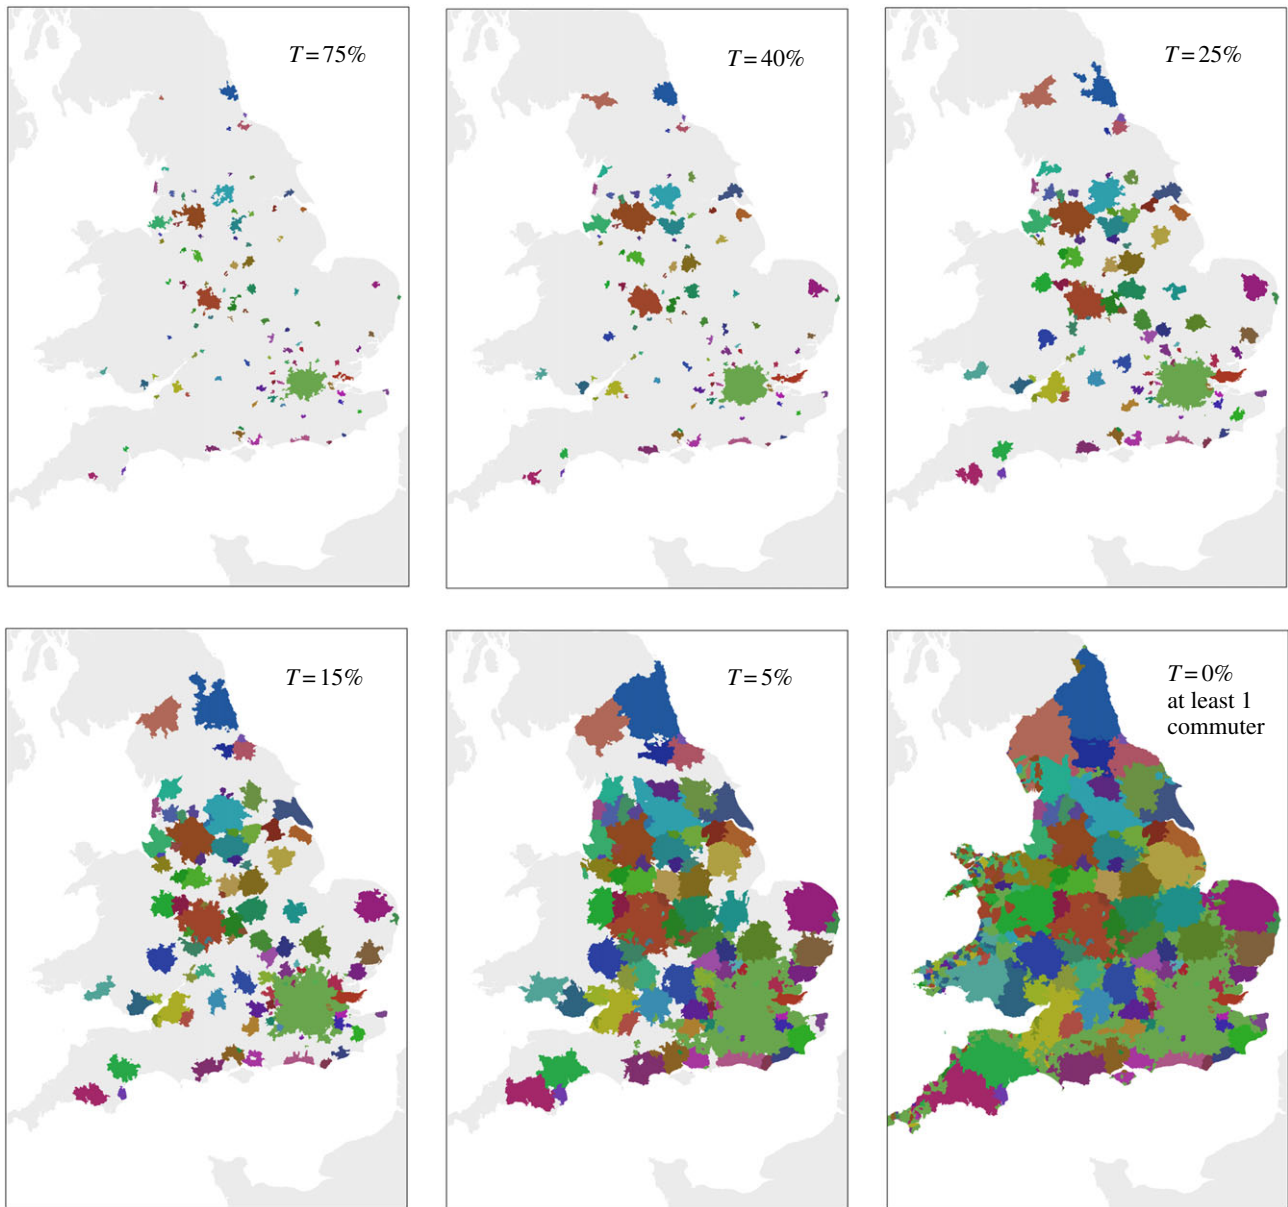 T = 75%
T = 40%
T = 25%
T = 15%
T = 5%
T = 0%
at least 1
commuter